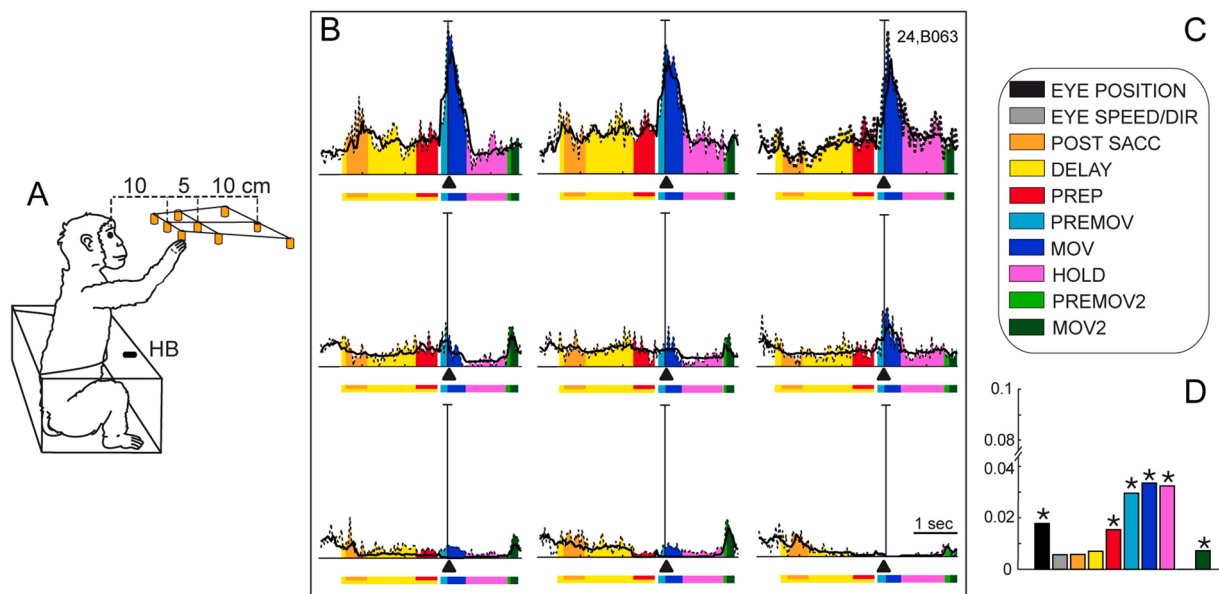 A
10 5 10 cm
HB
B
24,B063
1 sec
C
EYE POSITION
EYE SPEED/DIR
POST SACC
DELAY
PREP
PREMOV
MOV
HOLD
PREMOV2
MOV2
D
0.1
0.08
0.04
0.02
0
* * * * * *